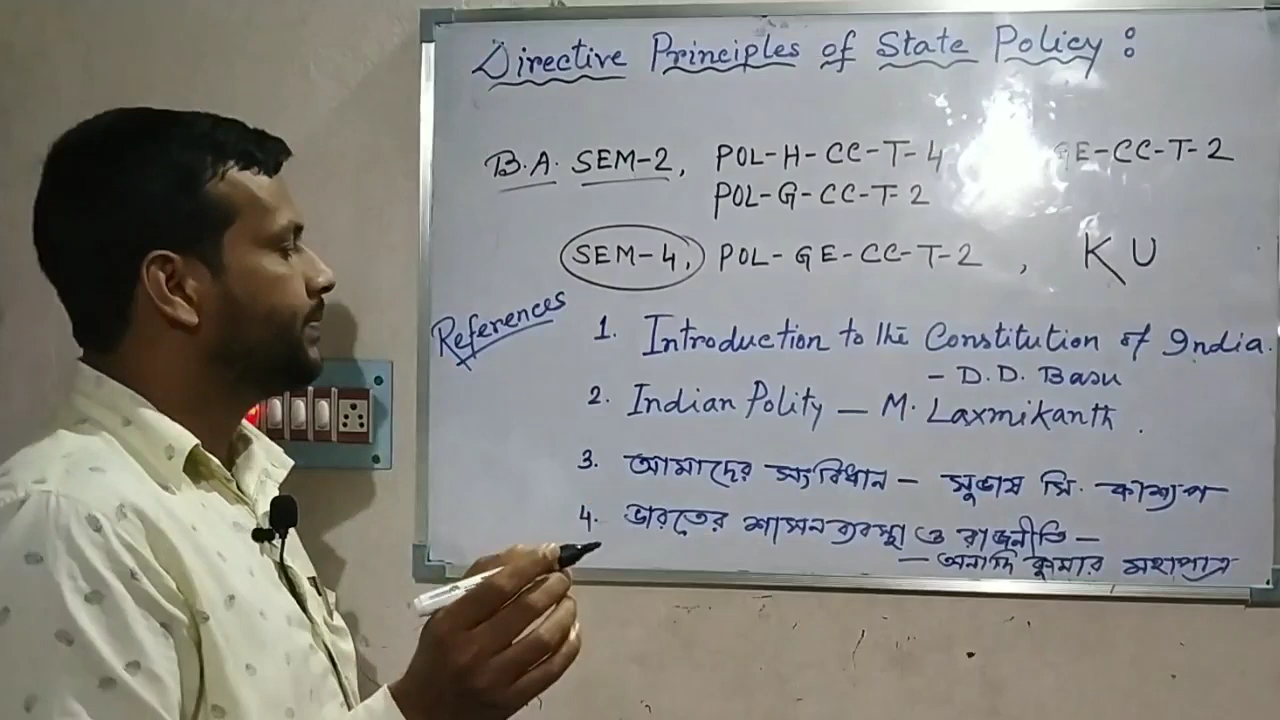 Directive Principles of State Policy :
B.A. SEM-2, POL-H-CC-T-4 GE-CC-T-2
POL-G-CC-T-2
SEM-4, POL-GE-CC-T-2 , KU
References
1. Introduction to the Constitution of India.
- D.D. Basu
2. Indian Polity - M. Laxmikanth .
3. আমাদের সংবিধান - সুভাষ সি. কাশ্যপ
4. ভারতের শাসনব্যবস্থা ও রাজনীতি -
- অনাদি কুমার মহাপাত্র